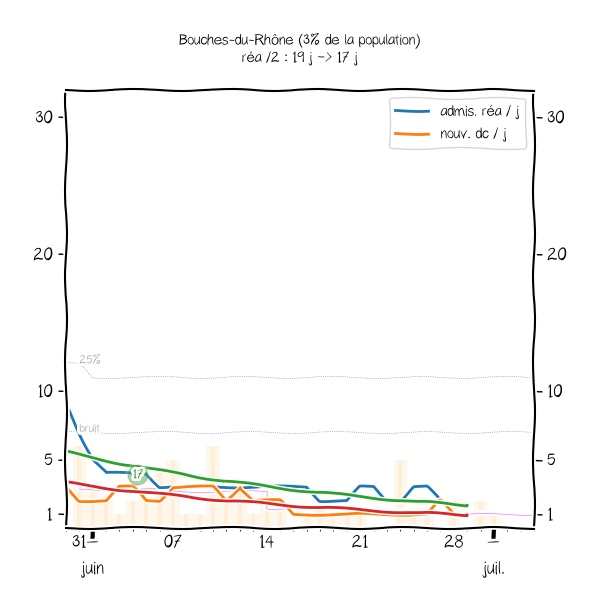 Bouches-du-Rhône (3% de la population)
réa /2 : 19 j -> 17 j
admis. réa / j
nouv. dc / j
30
30
20
20
25%
10
10
bruit
17
5
5
1
1
31
07
14
21
28
juin
juil.